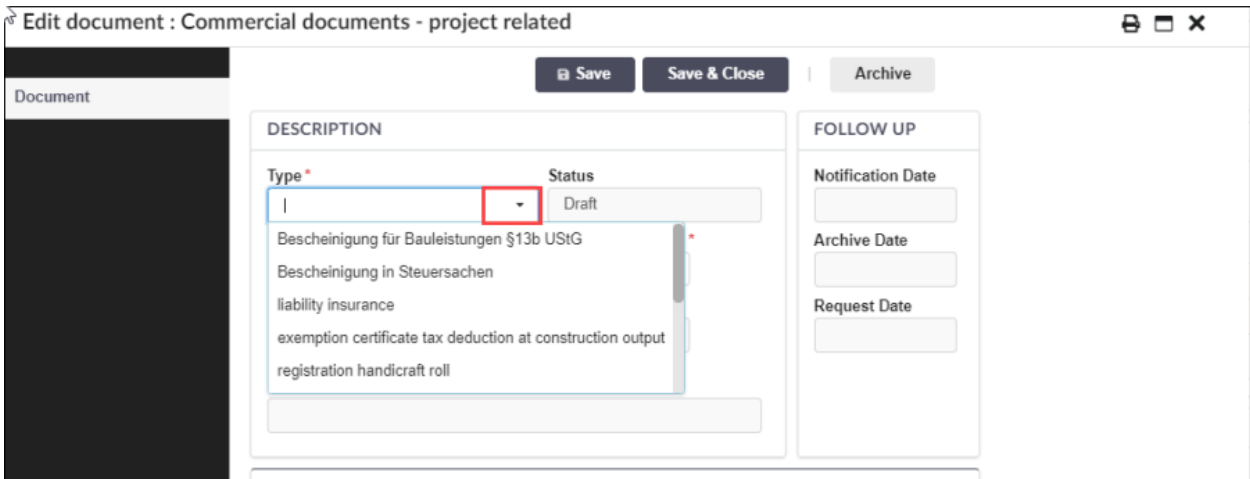 Edit document : Commercial documents - project related
Save
Save & Close
Archive
Document
DESCRIPTION
FOLLOW UP
Type *
Status
Notification Date
Draft
Bescheinigung für Bauleistungen §13b UStG
*
Archive Date
Bescheinigung in Steuersachen
liability insurance
Request Date
exemption certificate tax deduction at construction output
registration handicraft roll